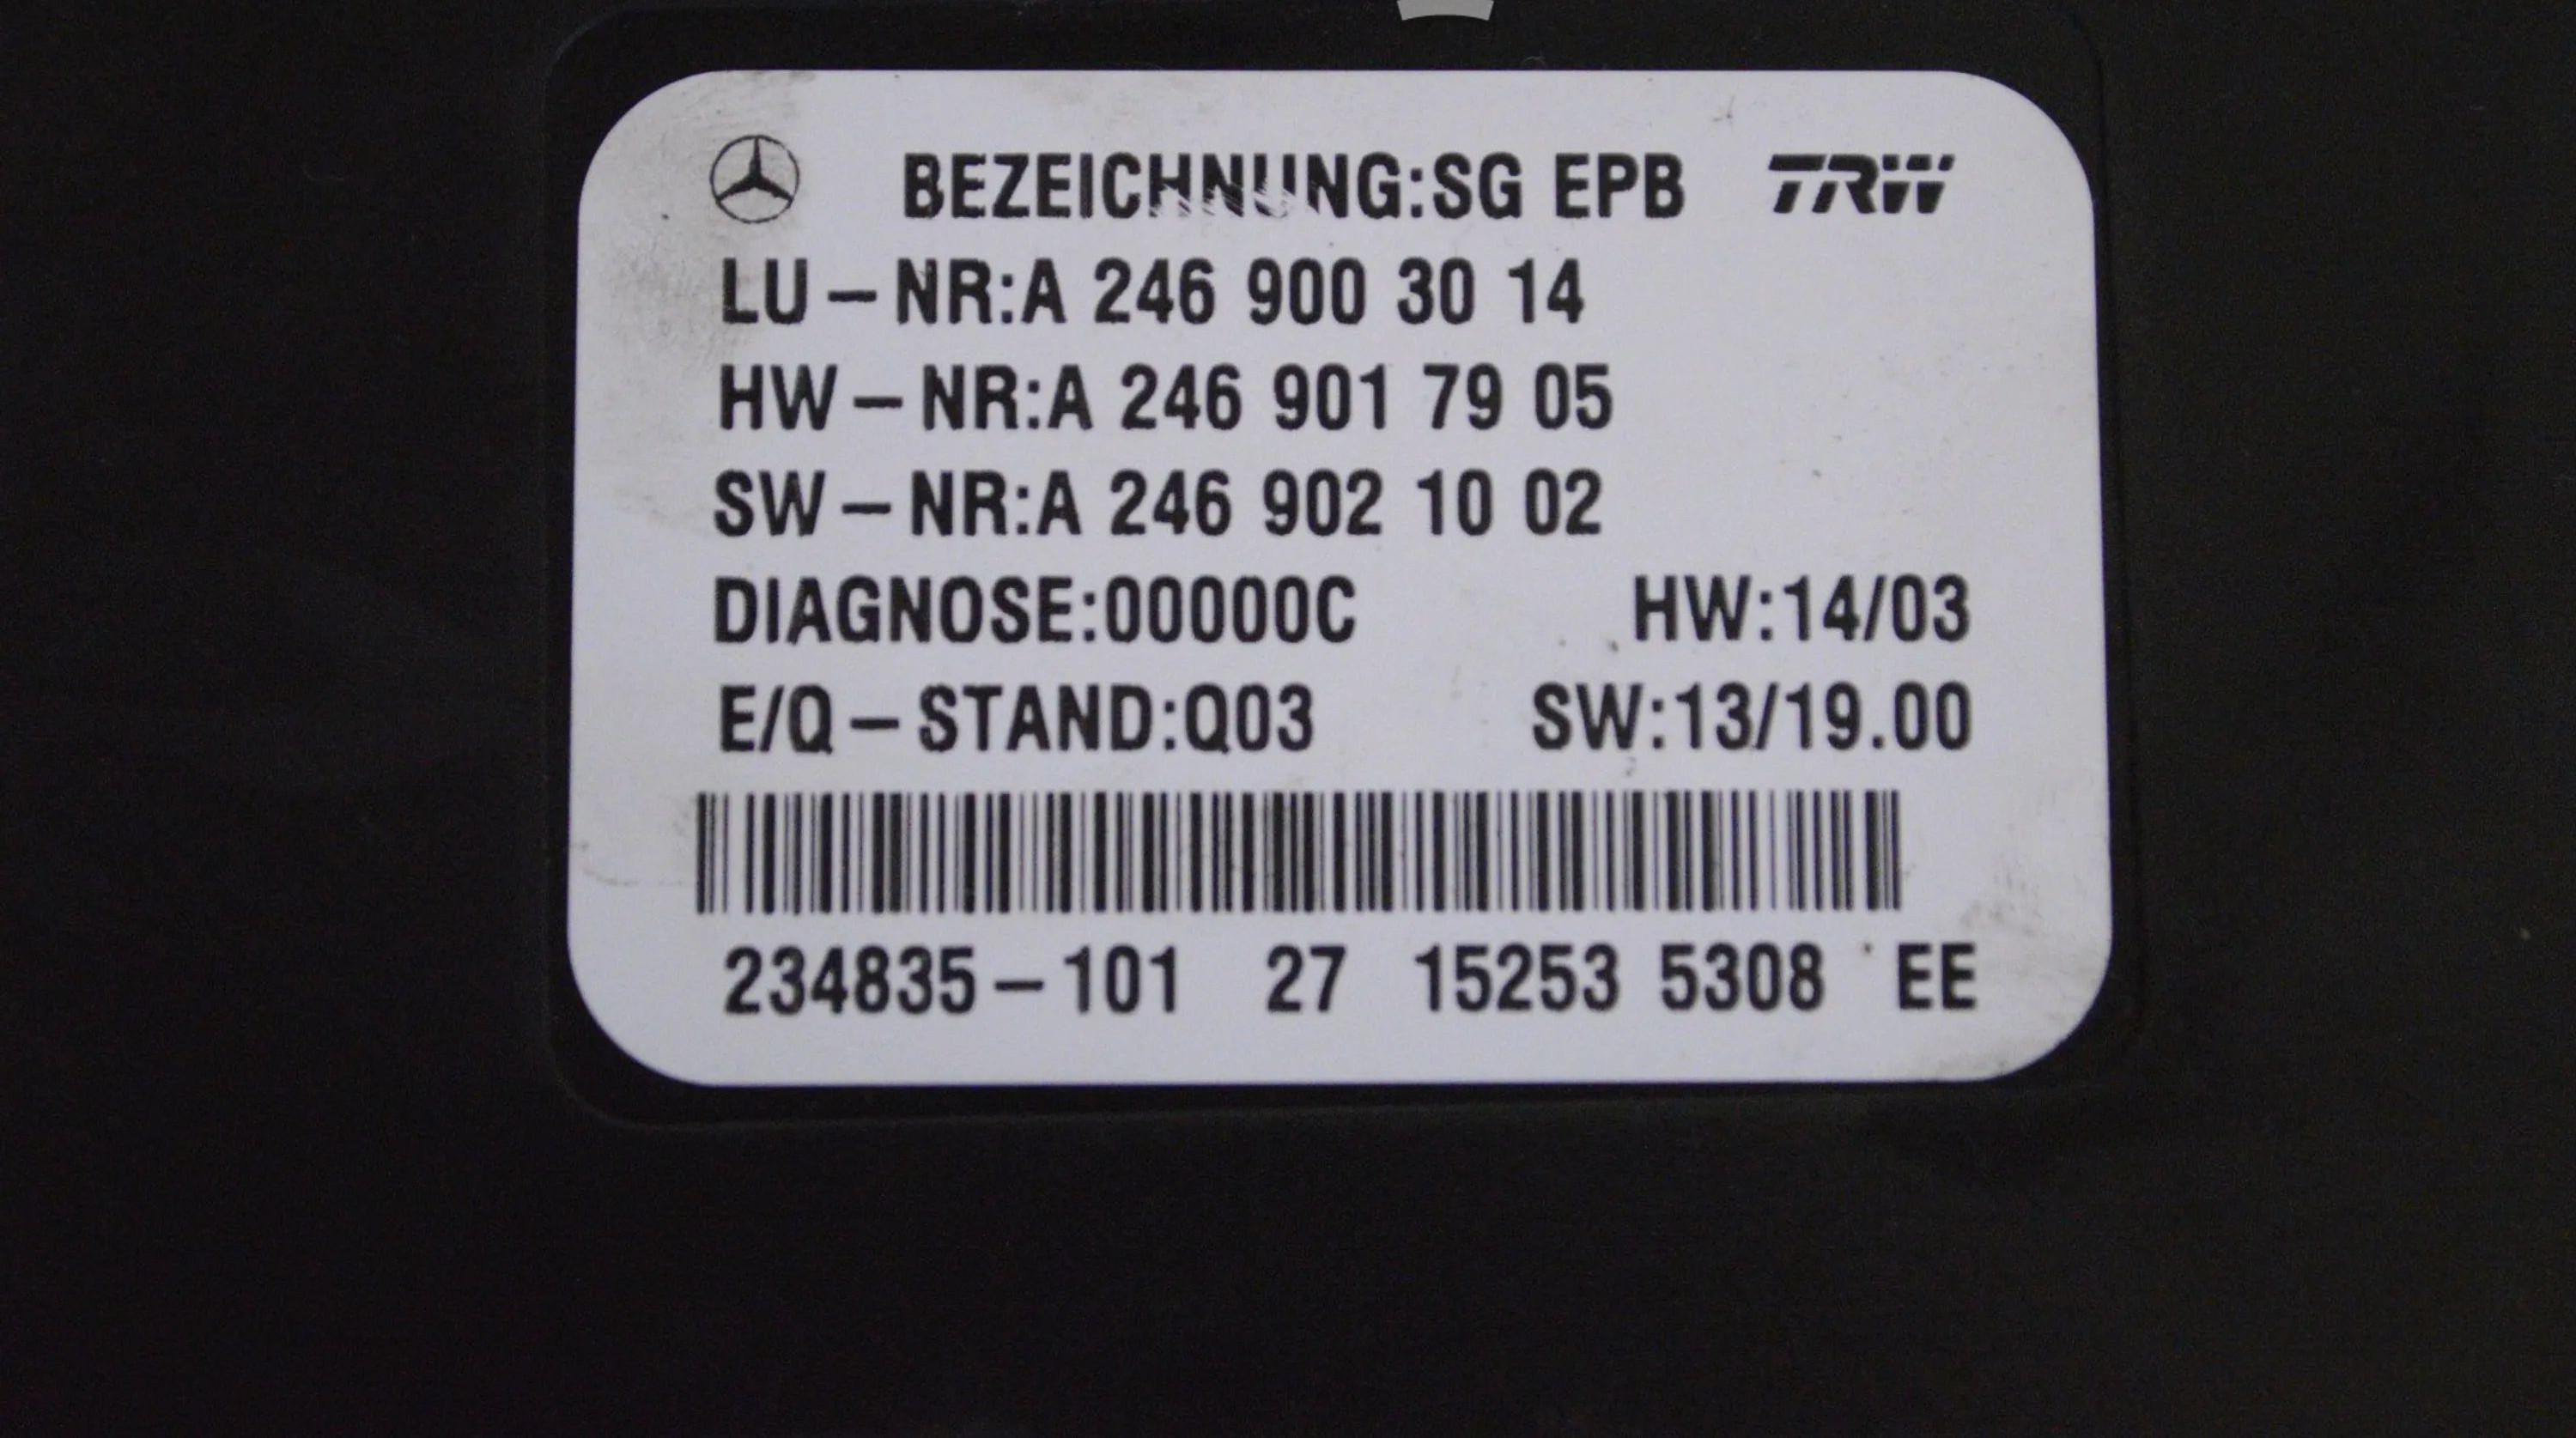 BEZEICHNUNG:SG EPB TRW
LU-NR:A 246 900 30 14
HW-NR:A 246 901 79 05
SW-NR:A 246 902 10 02
DIAGNOSE:00000C HW:14/03
E/Q-STAND:Q03 SW:13/19.00
234835-101 27 15253 5308 EE